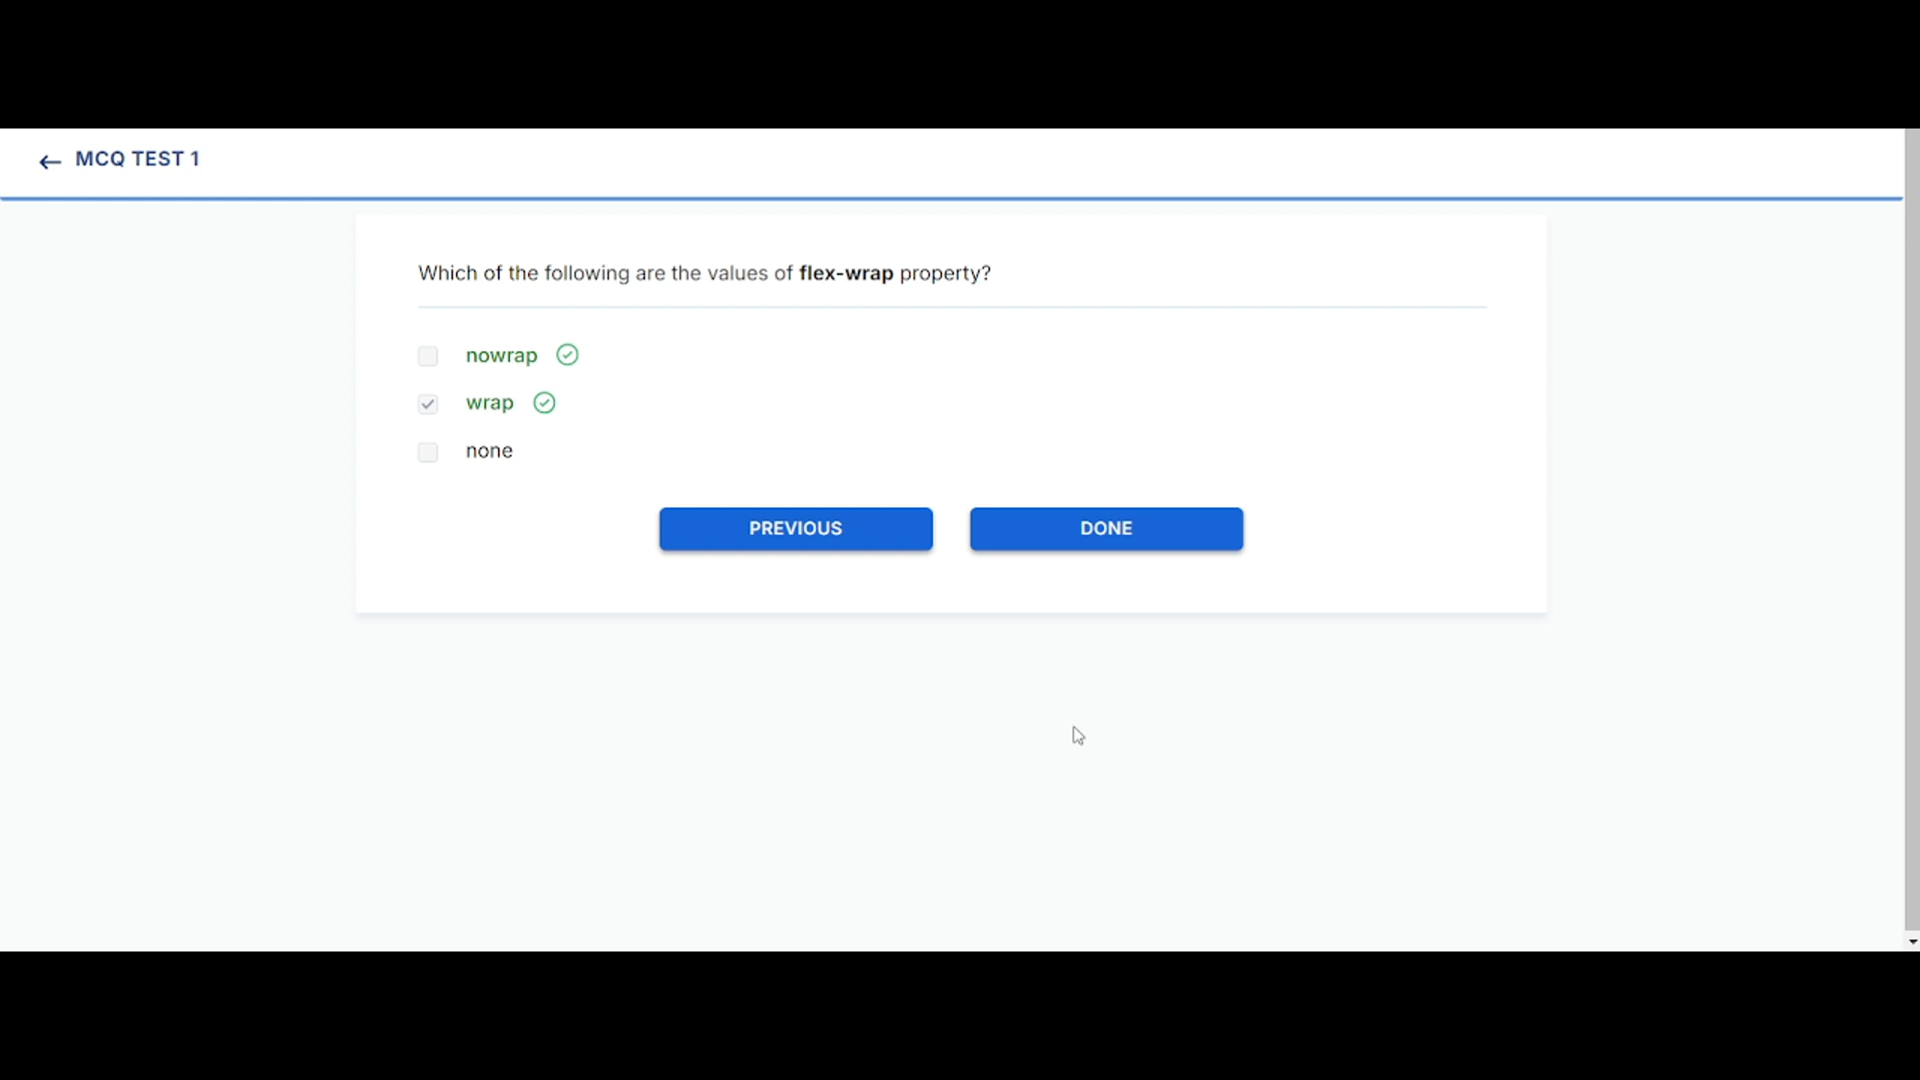 MCQ TEST 1
Which of the following are the values of flex-wrap property?
nowrap
wrap
none
PREVIOUS
DONE